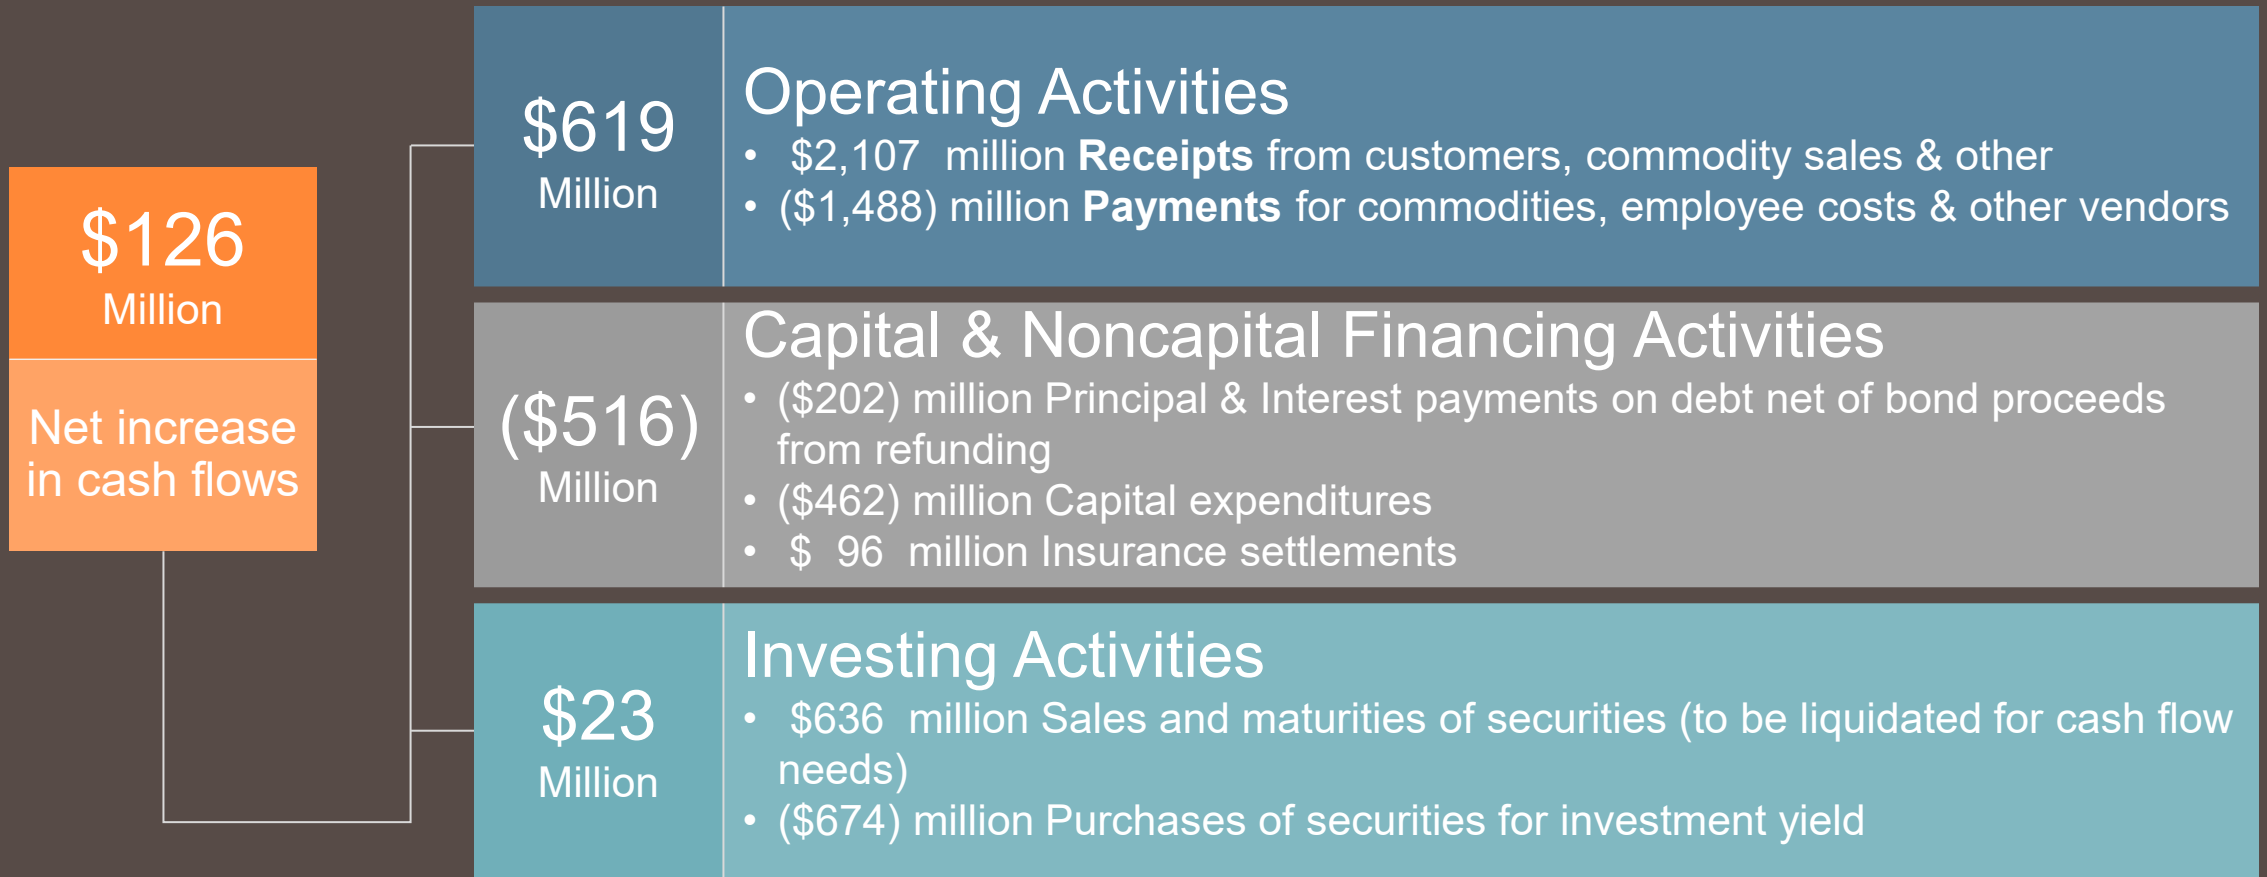 $126
Million
Net increase
in cash flows
$619
Million
Operating Activities
• $2,107 million Receipts from customers, commodity sales & other
• ($1,488) million Payments for commodities, employee costs & other vendors
($516)
Million
Capital & Noncapital Financing Activities
• ($202) million Principal & Interest payments on debt net of bond proceeds
from refunding
• ($462) million Capital expenditures
• $ 96 million Insurance settlements
$23
Million
Investing Activities
• $636 million Sales and maturities of securities (to be liquidated for cash flow
needs)
• ($674) million Purchases of securities for investment yield